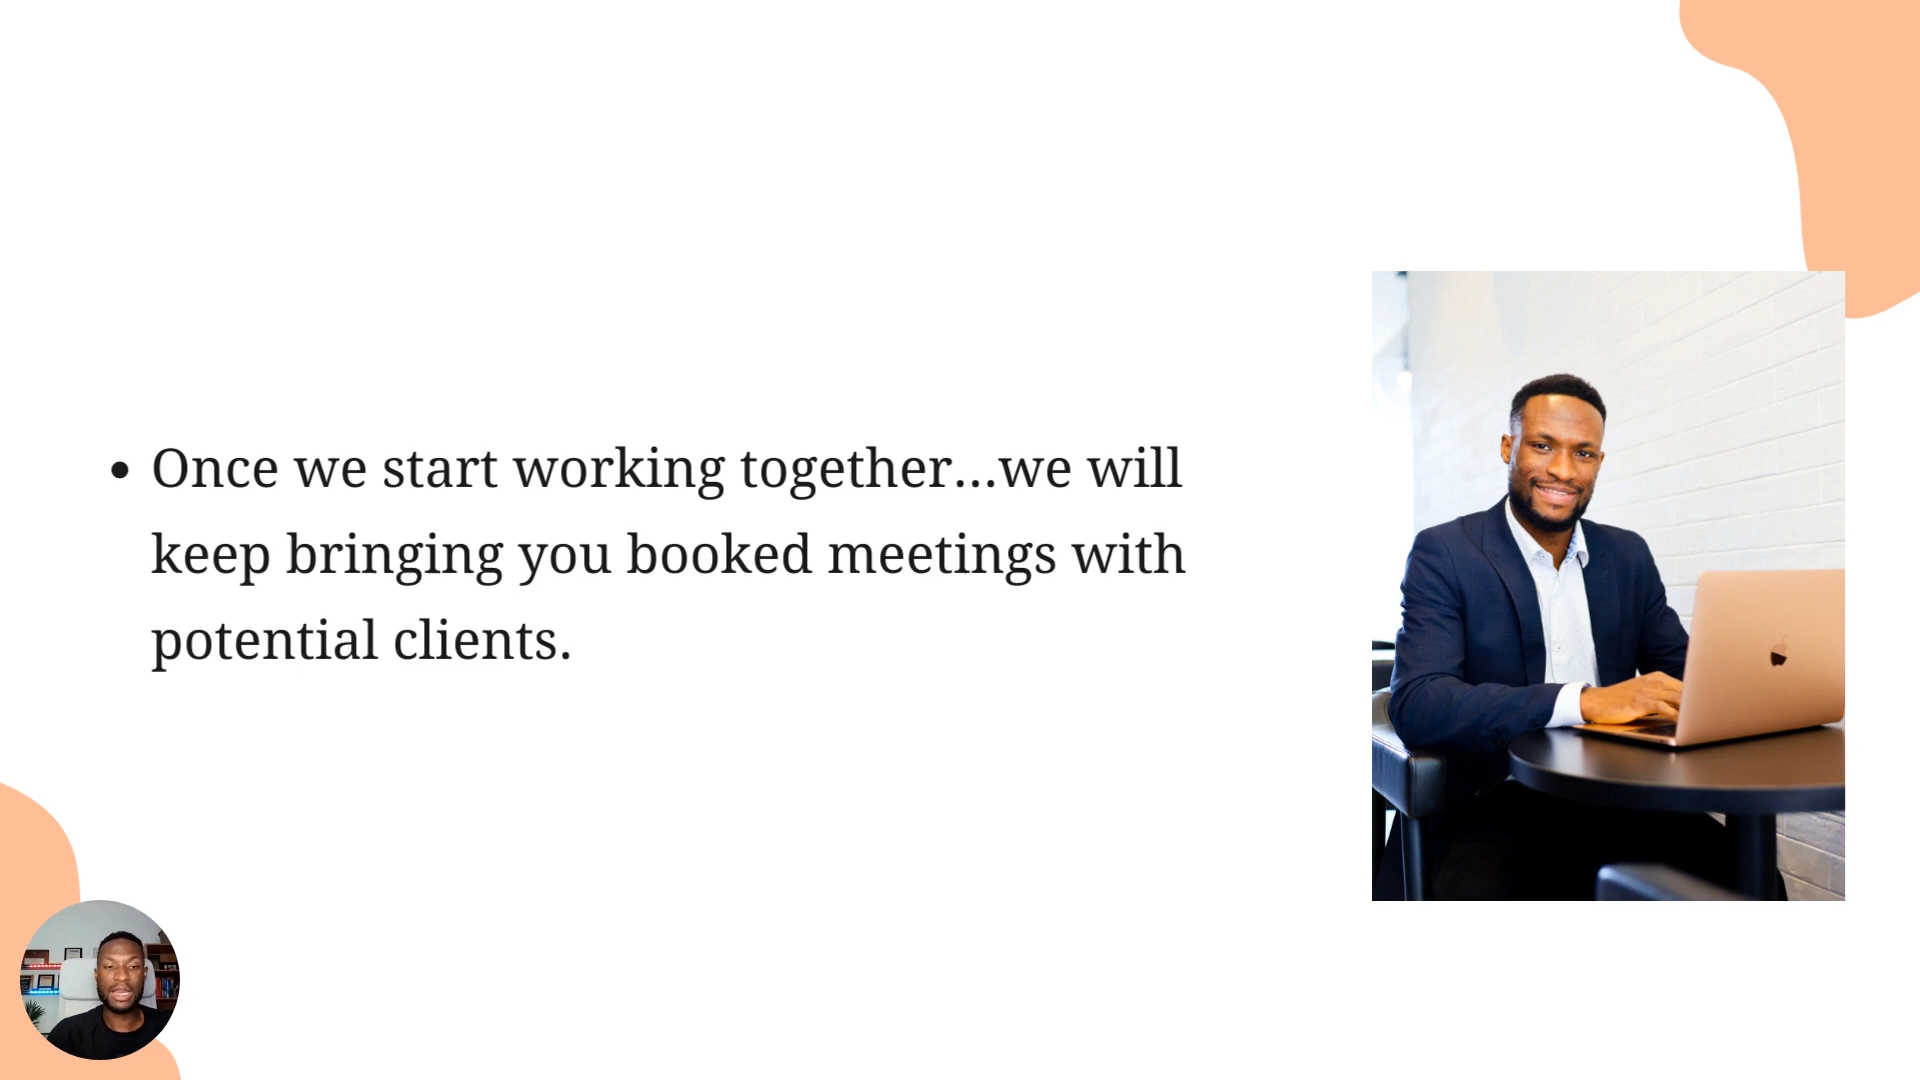 • Once we start working together...we will
keep bringing you booked meetings with
potential clients.